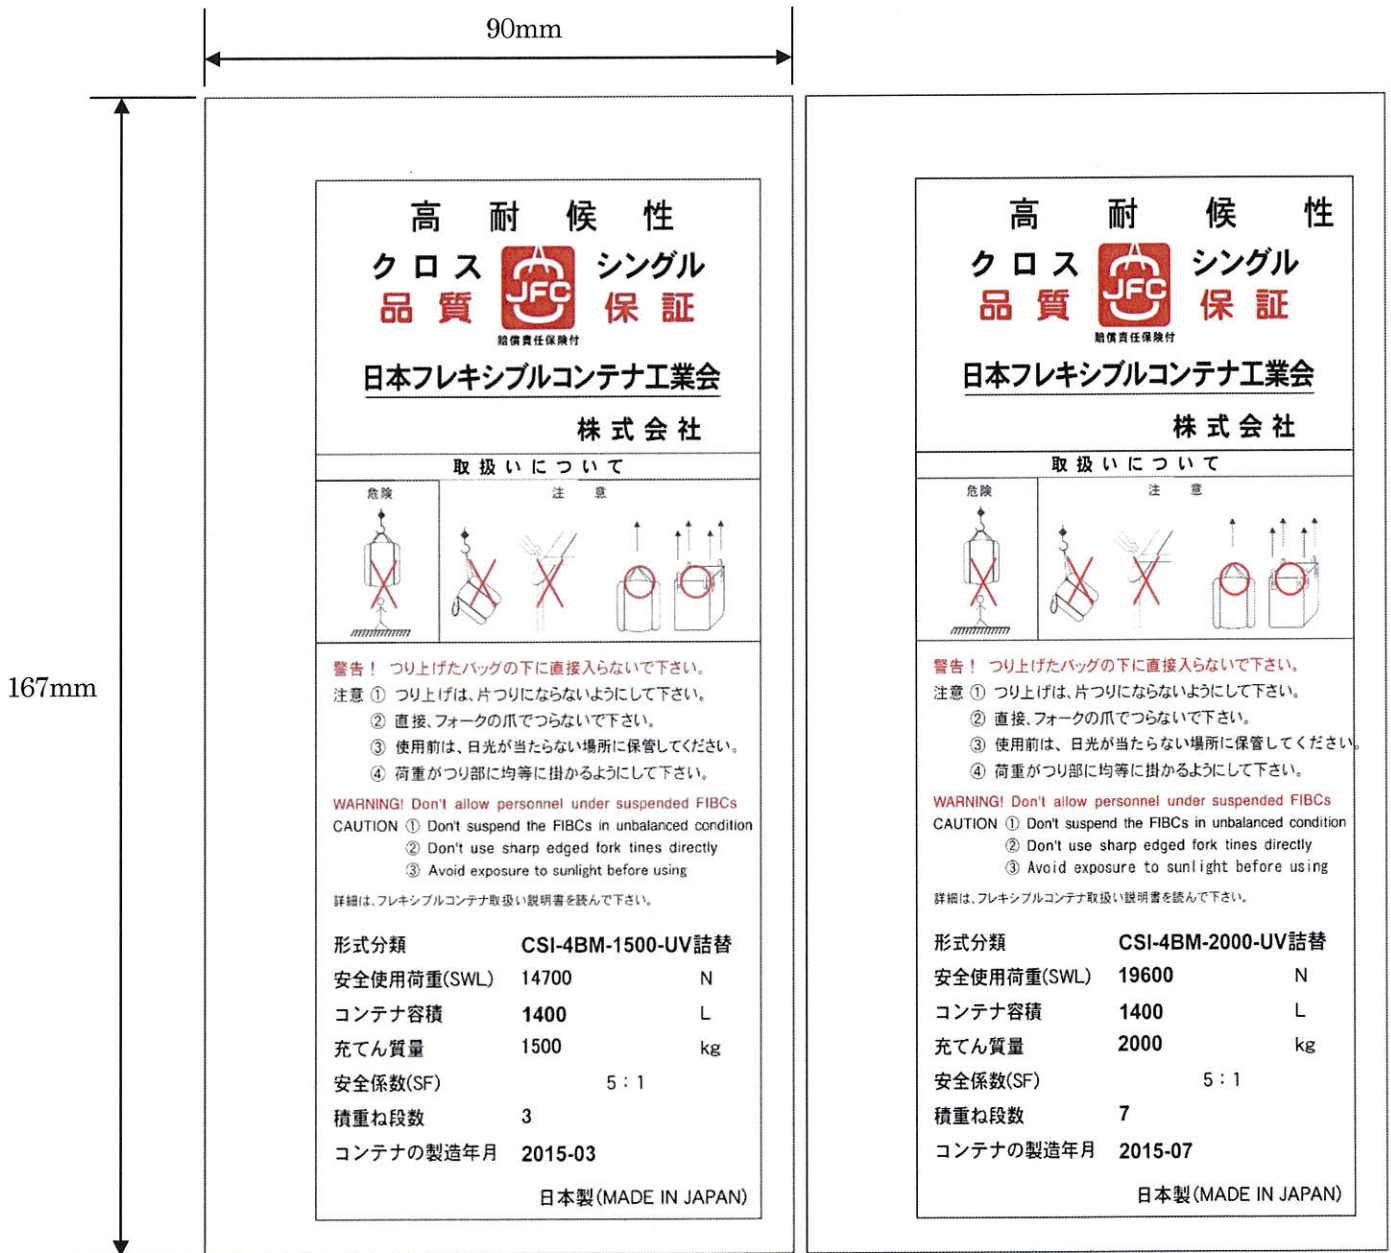 90mm
167mm
高耐候性
クロス JFC シングル
品質 保証
賠償責任保険付
日本フレキシブルコンテナ工業会
株式会社
取扱いについて
危険 注意
警告！ つり上げたバッグの下に直接入らないで下さい。
注意 ① つり上げは、片つりにならないようにして下さい。
② 直接、フォークの爪でつらないで下さい。
③ 使用前は、日光が当たらない場所に保管してください。
④ 荷重がつり部に均等に掛かるようにして下さい。
WARNING! Don't allow personnel under suspended FIBCs
CAUTION ① Don't suspend the FIBCs in unbalanced condition
② Don't use sharp edged fork tines directly
③ Avoid exposure to sunlight before using
詳細は、フレキシブルコンテナ取扱い説明書を読んで下さい。
形式分類 CSI-4BM-1500-UV詰替
安全使用荷重(SWL) 14700 N
コンテナ容積 1400 L
充てん質量 1500 kg
安全係数(SF) 5：1
積重ね段数 3
コンテナの製造年月 2015-03
日本製(MADE IN JAPAN)
高耐候性
クロス JFC シングル
品質 保証
賠償責任保険付
日本フレキシブルコンテナ工業会
株式会社
取扱いについて
危険 注意
警告！ つり上げたバッグの下に直接入らないで下さい。
注意 ① つり上げは、片つりにならないようにして下さい。
② 直接、フォークの爪でつらないで下さい。
③ 使用前は、日光が当たらない場所に保管してください。
④ 荷重がつり部に均等に掛かるようにして下さい。
WARNING! Don't allow personnel under suspended FIBCs
CAUTION ① Don't suspend the FIBCs in unbalanced condition
② Don't use sharp edged fork tines directly
③ Avoid exposure to sunlight before using
詳細は、フレキシブルコンテナ取扱い説明書を読んで下さい。
形式分類 CSI-4BM-2000-UV詰替
安全使用荷重(SWL) 19600 N
コンテナ容積 1400 L
充てん質量 2000 kg
安全係数(SF) 5：1
積重ね段数 7
コンテナの製造年月 2015-07
日本製(MADE IN JAPAN)